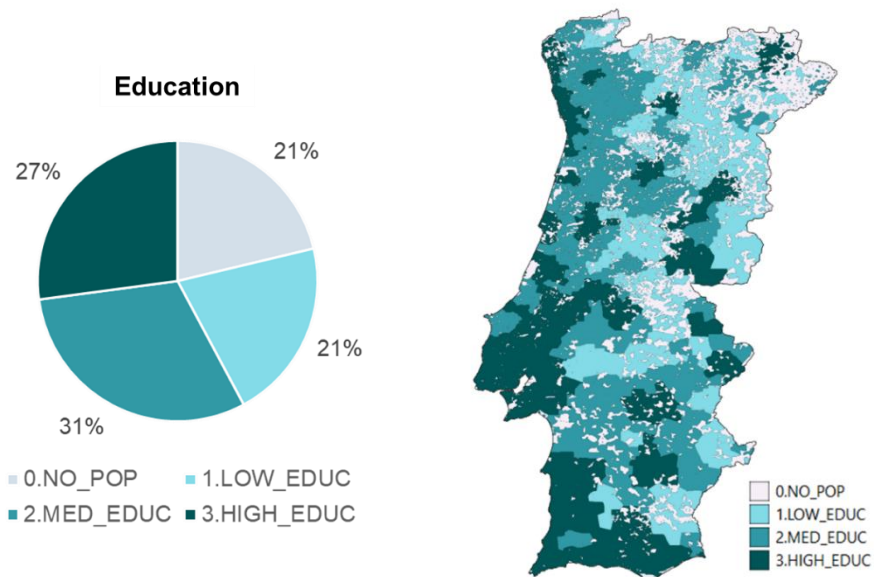 Education
27%
21%
21%
31%
0.NO_POP
1.LOW_EDUC
2.MED_EDUC
3.HIGH_EDUC
0.NO_POP
1.LOW_EDUC
2.MED_EDUC
3.HIGH_EDUC